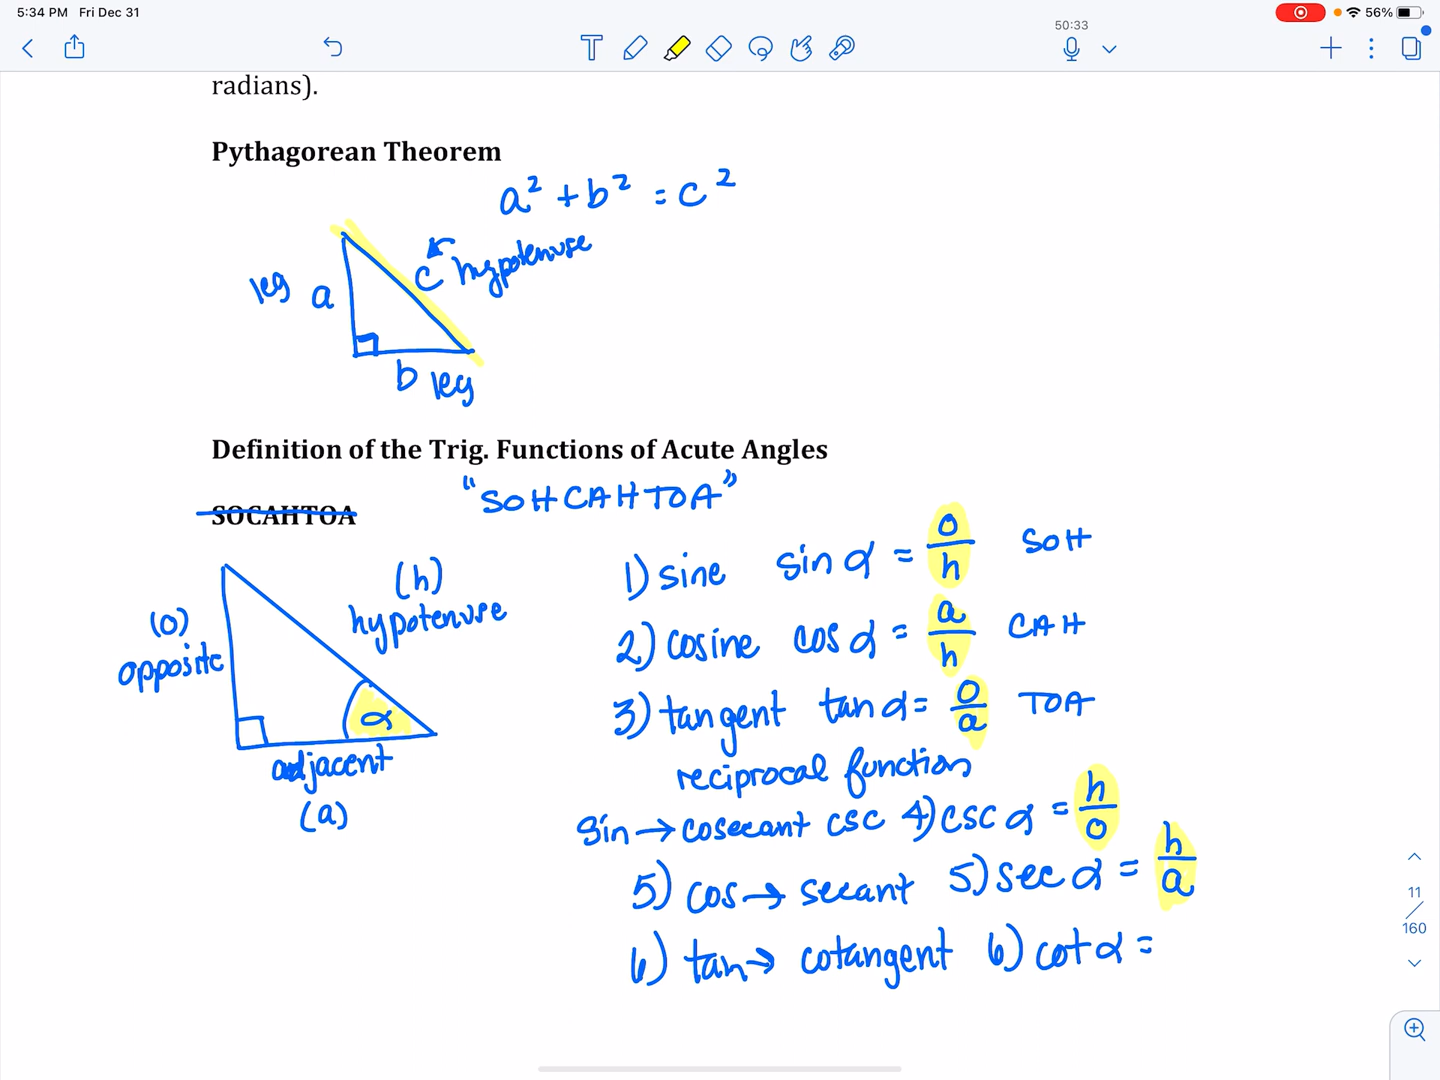 5:34 PM Fri Dec 31
56%
50:33
T
radians).
Pythagorean Theorem
a² + b² = c²
leg a
c hypotenuse
b leg
Definition of the Trig. Functions of Acute Angles
SOCAHTOA
"SOHCAHTOA"
(o)
opposite
(h)
hypotenuse
α
adjacent
(a)
1) sine sin α = o/h SOH
2) cosine cos α = a/h CAH
3) tangent tan α = o/a TOA
reciprocal function
sin → cosecant csc 4) csc α = h/o
5) cos → secant 5) sec α = h/a
6) tan → cotangent 6) cot α =
11
/
160